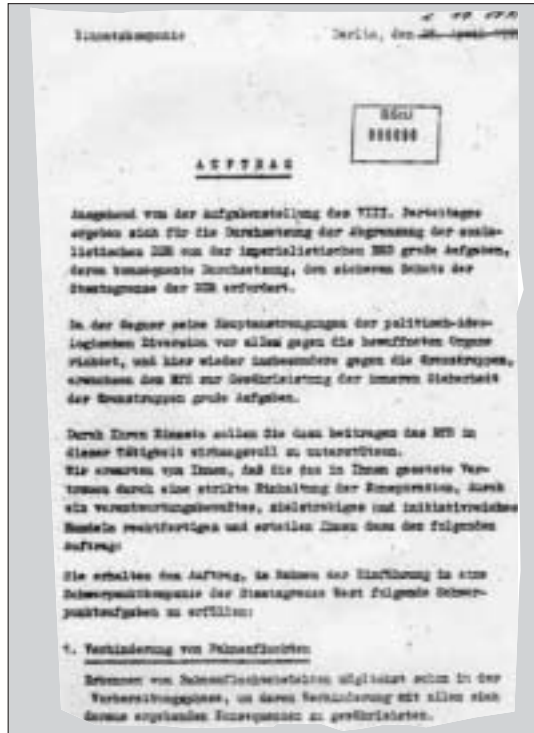 Einsatzkompanie Berlin, den
BStU
000000
AUFTRAG
Ausgehend von der Aufgabenstellung des VIII. Parteitages
ergeben sich für die Durchsetzung der Abgrenzung der sozia-
listischen DDR von der imperialistischen BRD große Aufgaben,
deren konsequente Durchsetzung, den sicheren Schutz der
Staatsgrenze der DDR erfordert.
Da der Gegner seine Hauptanstrengungen der politisch-ideo-
logischen Diversion vor allem gegen die bewaffneten Organe
richtet, und hier wieder insbesondere gegen die Grenztruppen,
erwachsen dem MfS zur Gewährleistung der inneren Sicherheit
der Grenztruppen große Aufgaben.
Durch Ihren Einsatz sollen Sie dazu beitragen das MfS in
dieser Tätigkeit wirkungsvoll zu unterstützen.
Wir erwarten von Ihnen, daß Sie das in Ihnen gesetzte Ver-
trauen durch eine strikte Einhaltung der Konspiration, durch
ein verantwortungsbewußtes, zielstrebiges und initiativreiches
Handeln rechtfertigen und erteilen Ihnen dazu den folgenden
Auftrag:
Sie erhalten den Auftrag, im Rahmen der Einführung in eine
Schwerpunktkompanie der Staatsgrenze West folgende Schwer-
punktaufgaben zu erfüllen:
1. Verhinderung von Fahnenfluchten
Erkennen von Fahnenfluchtabsichten möglichst schon in der
Vorbereitungsphase, um deren Verhinderung mit allen sich
daraus ergebenden Konsequenzen zu gewährleisten.